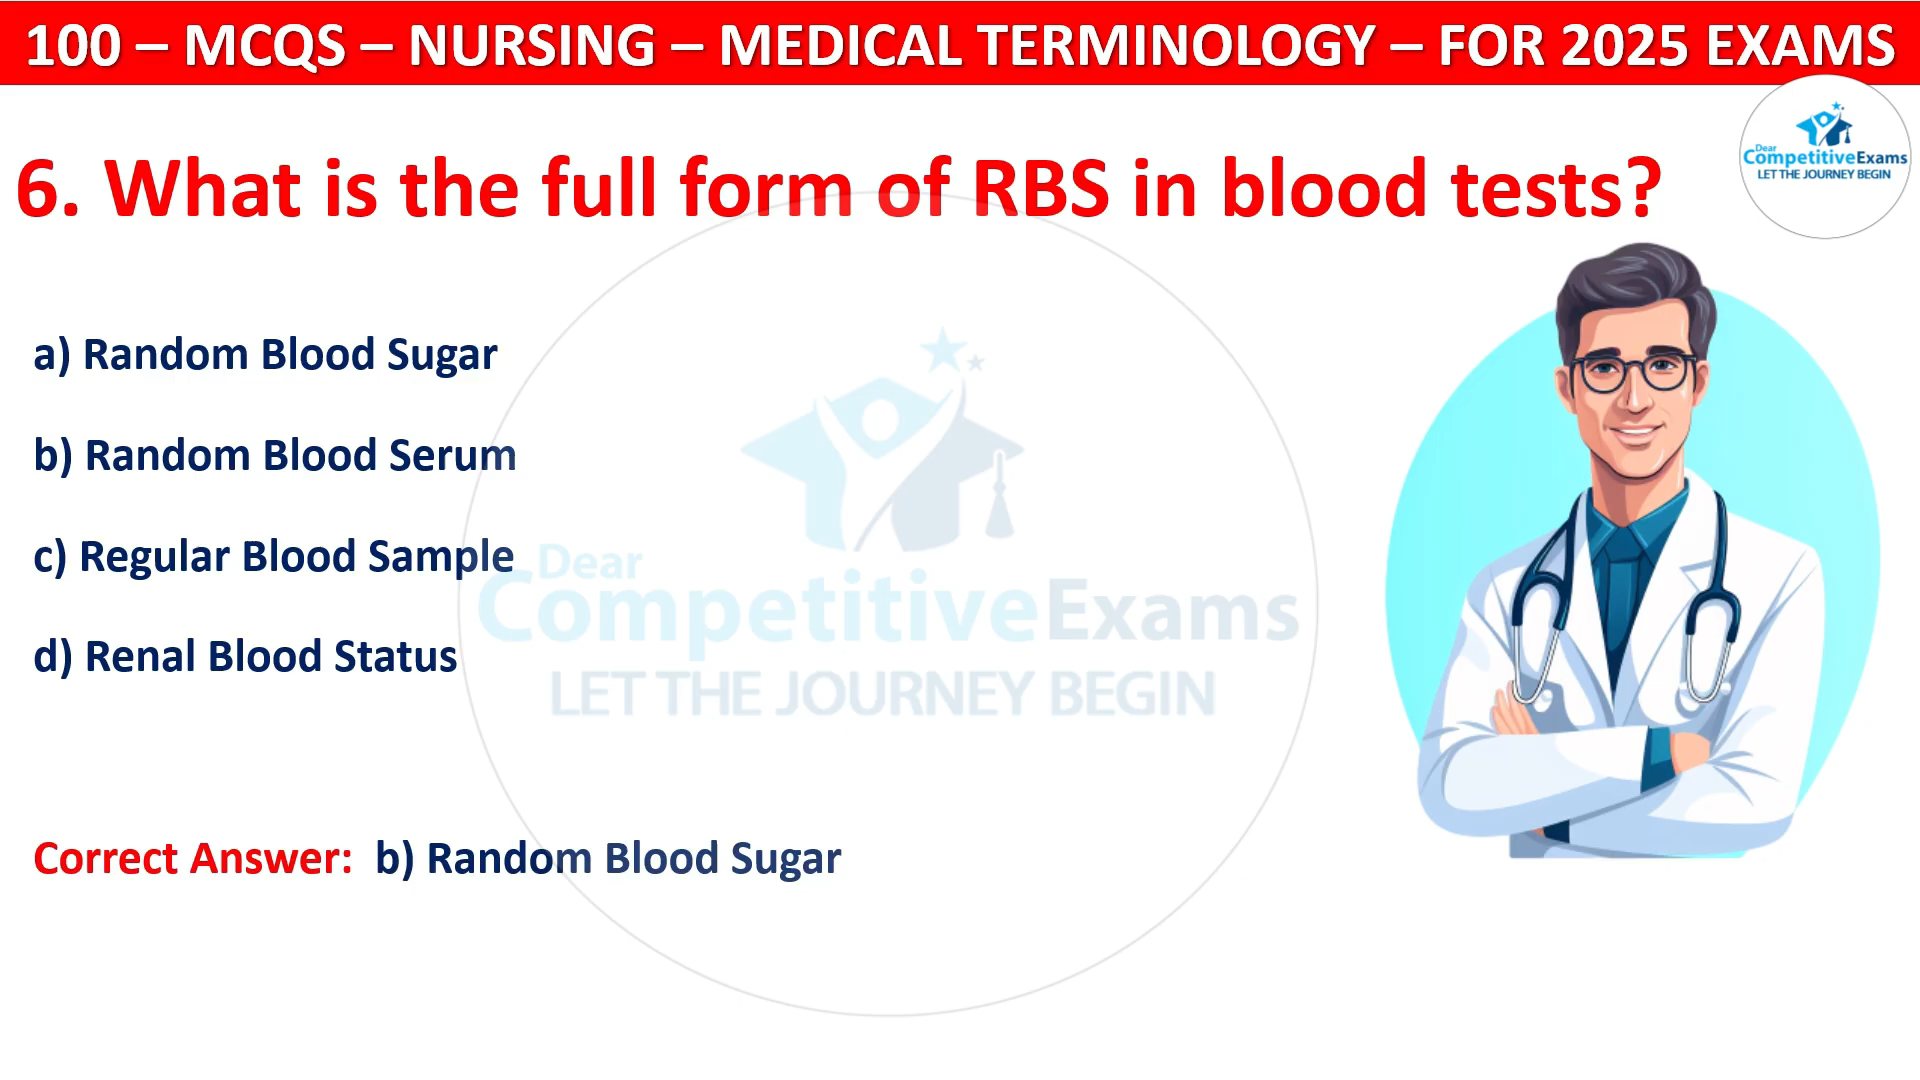 100 – MCQS – NURSING – MEDICAL TERMINOLOGY – FOR 2025 EXAMS
Dear
CompetitiveExams
LET THE JOURNEY BEGIN
6. What is the full form of RBS in blood tests?
a) Random Blood Sugar
b) Random Blood Serum
c) Regular Blood Sample
d) Renal Blood Status
Dear
CompetitiveExams
LET THE JOURNEY BEGIN
Correct Answer: b) Random Blood Sugar